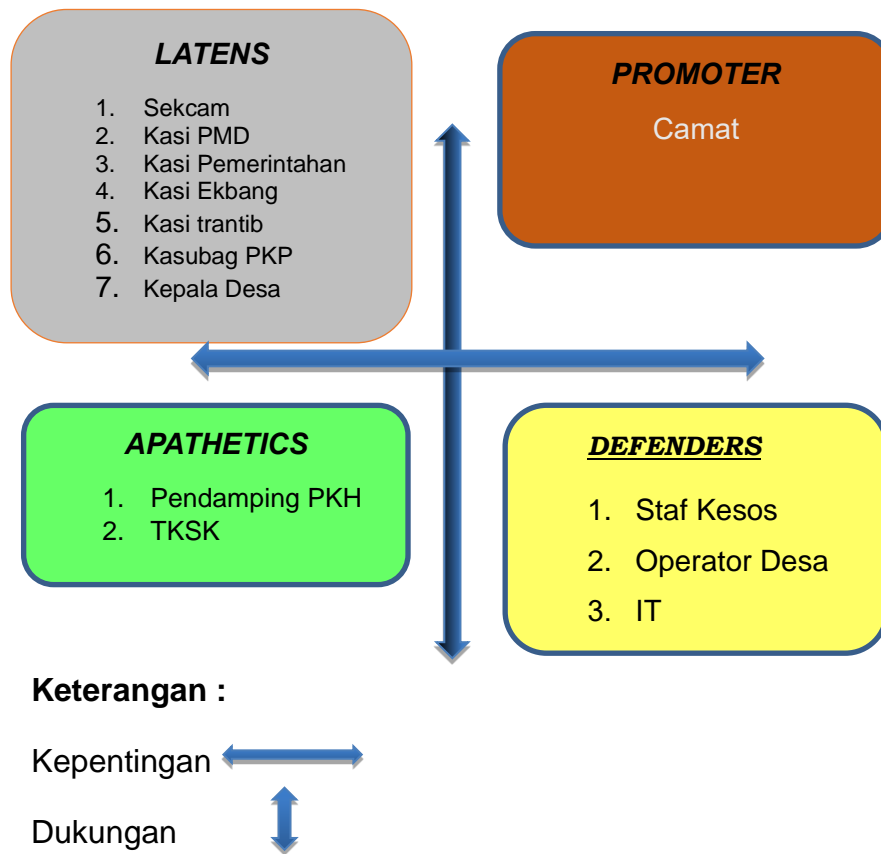 LATENS
1. Sekcam
2. Kasi PMD
3. Kasi Pemerintahan
4. Kasi Ekbang
5. Kasi trantib
6. Kasubag PKP
7. Kepala Desa
PROMOTER
Camat
APATHETICS
1. Pendamping PKH
2. TKSK
DEFENDERS
1. Staf Kesos
2. Operator Desa
3. IT
Keterangan :
Kepentingan
Dukungan